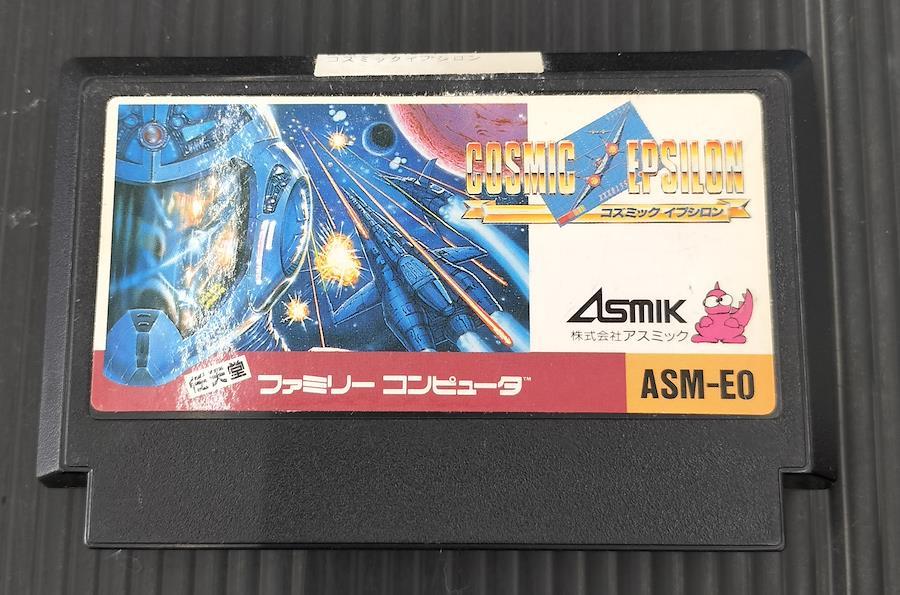 コズミックイプシロン
COSMIC EPSILON
コズミック イプシロン
ASMIK
株式会社アスミック
任天堂 ファミリー コンピュータ™
ASM-EO